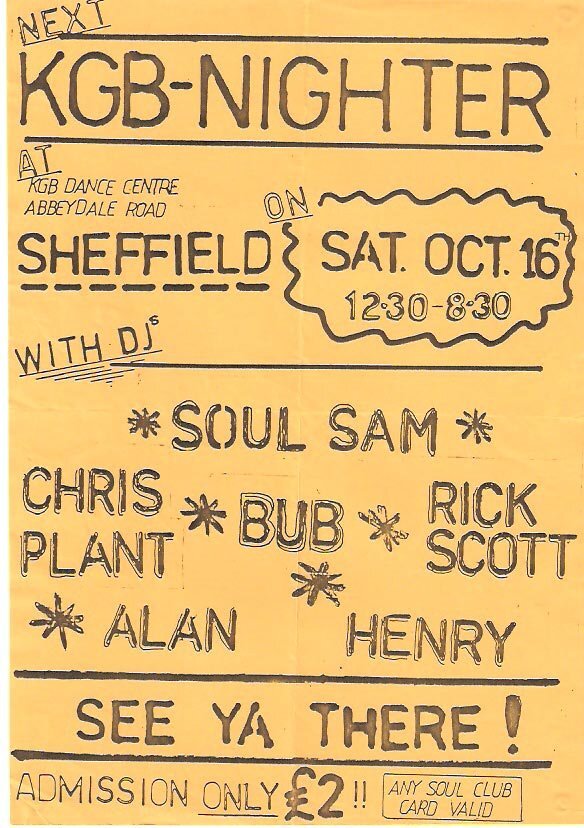 NEXT
KGB-NIGHTER
AT
KGB DANCE CENTRE
ABBEYDALE ROAD
SHEFFIELD
ON
SAT. OCT. 16TH
12·30-8·30
WITH DJs
* SOUL SAM *
CHRIS PLANT * BUB * RICK SCOTT
*
* ALAN HENRY
SEE YA THERE!
ADMISSION ONLY £2!!
ANY SOUL CLUB
CARD VALID